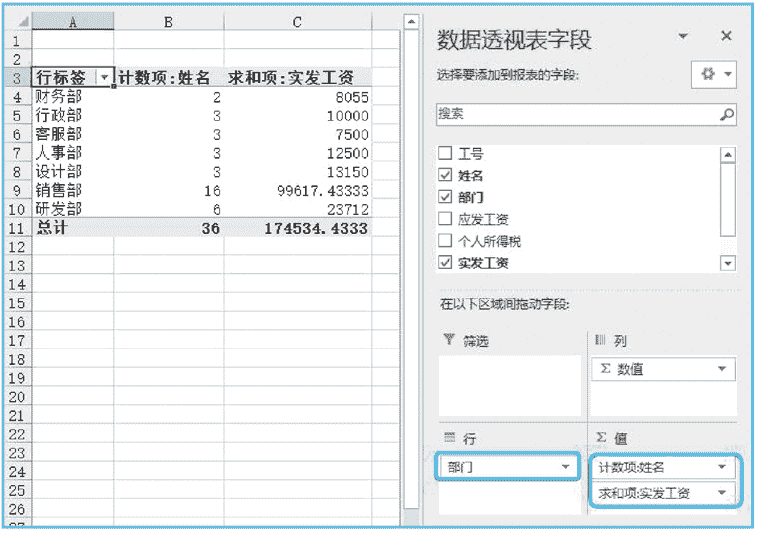 A B C
1
2
3 行标签 计数项:姓名 求和项:实发工资
4 财务部 2 8055
5 行政部 3 10000
6 客服部 3 7500
7 人事部 3 12500
8 设计部 3 13150
9 销售部 16 99617.43333
10 研发部 6 23712
11 总计 36 174534.4333
12
13
14
15
16
17
18
19
20
21
22
23
24
25
26
27
数据透视表字段
选择要添加到报表的字段:
搜索
工号
姓名
部门
应发工资
个人所得税
实发工资
在以下区域间拖动字段:
筛选
列
Σ 数值
行
Σ 值
部门
计数项:姓名
求和项:实发工资